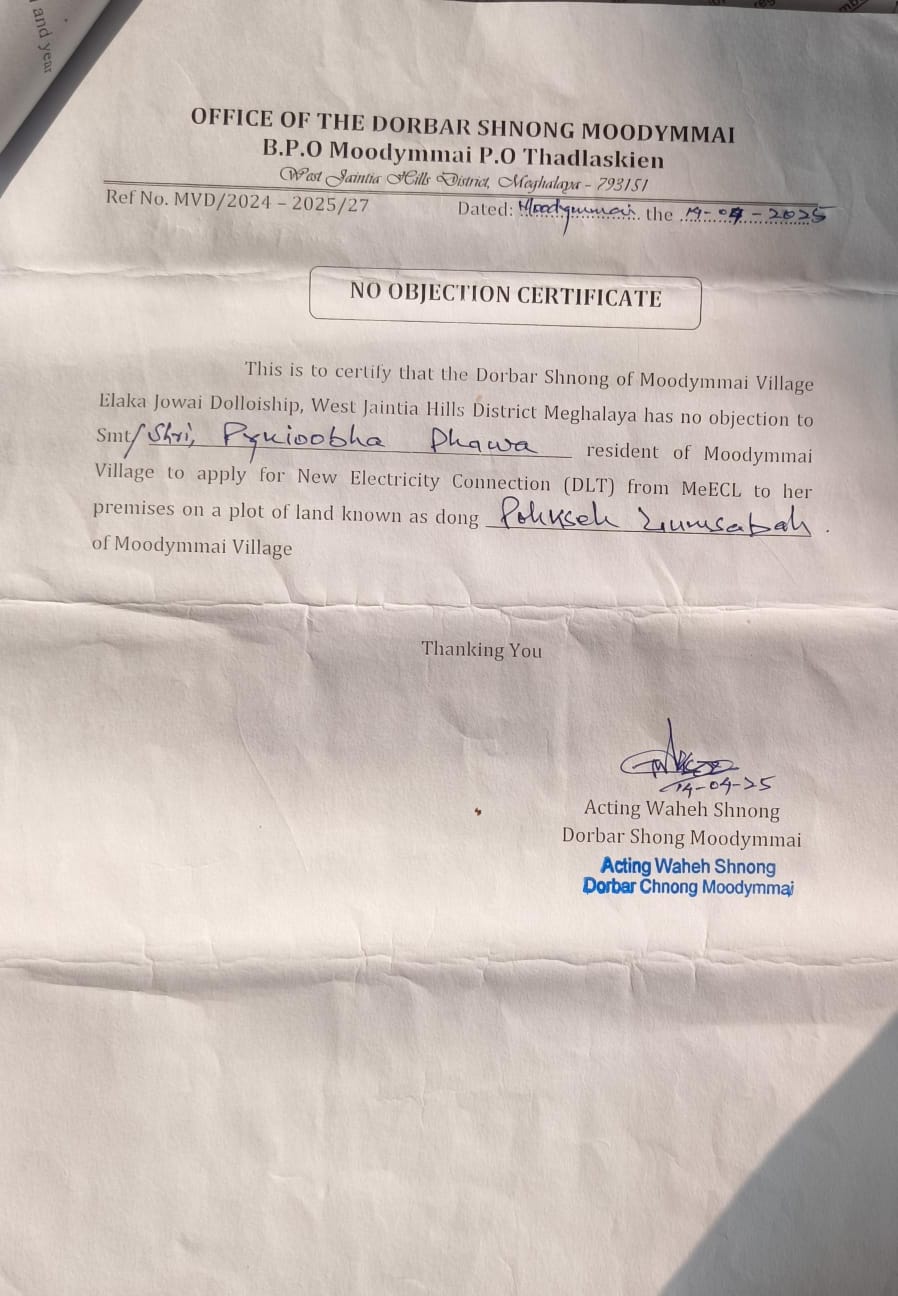 and year
OFFICE OF THE DORBAR SHNONG MOODYMMAI
B.P.O Moodymmai P.O Thadlaskien
West Jaintia Hills District, Meghalaya - 793151
Ref No. MVD/2024 – 2025/27 Dated: Moodymmai the 14-04-2025
NO OBJECTION CERTIFICATE
This is to certify that the Dorbar Shnong of Moodymmai Village
Elaka Jowai Dolloiship, West Jaintia Hills District Meghalaya has no objection to
Smt/Shri, Dhawa resident of Moodymmai
Village to apply for New Electricity Connection (DLT) from MeECL to her
premises on a plot of land known as dong .
of Moodymmai Village
Thanking You
14-04-25
Acting Waheh Shnong
Dorbar Shong Moodymmai
Acting Waheh Shnong
Dorbar Chnong Moodymmai